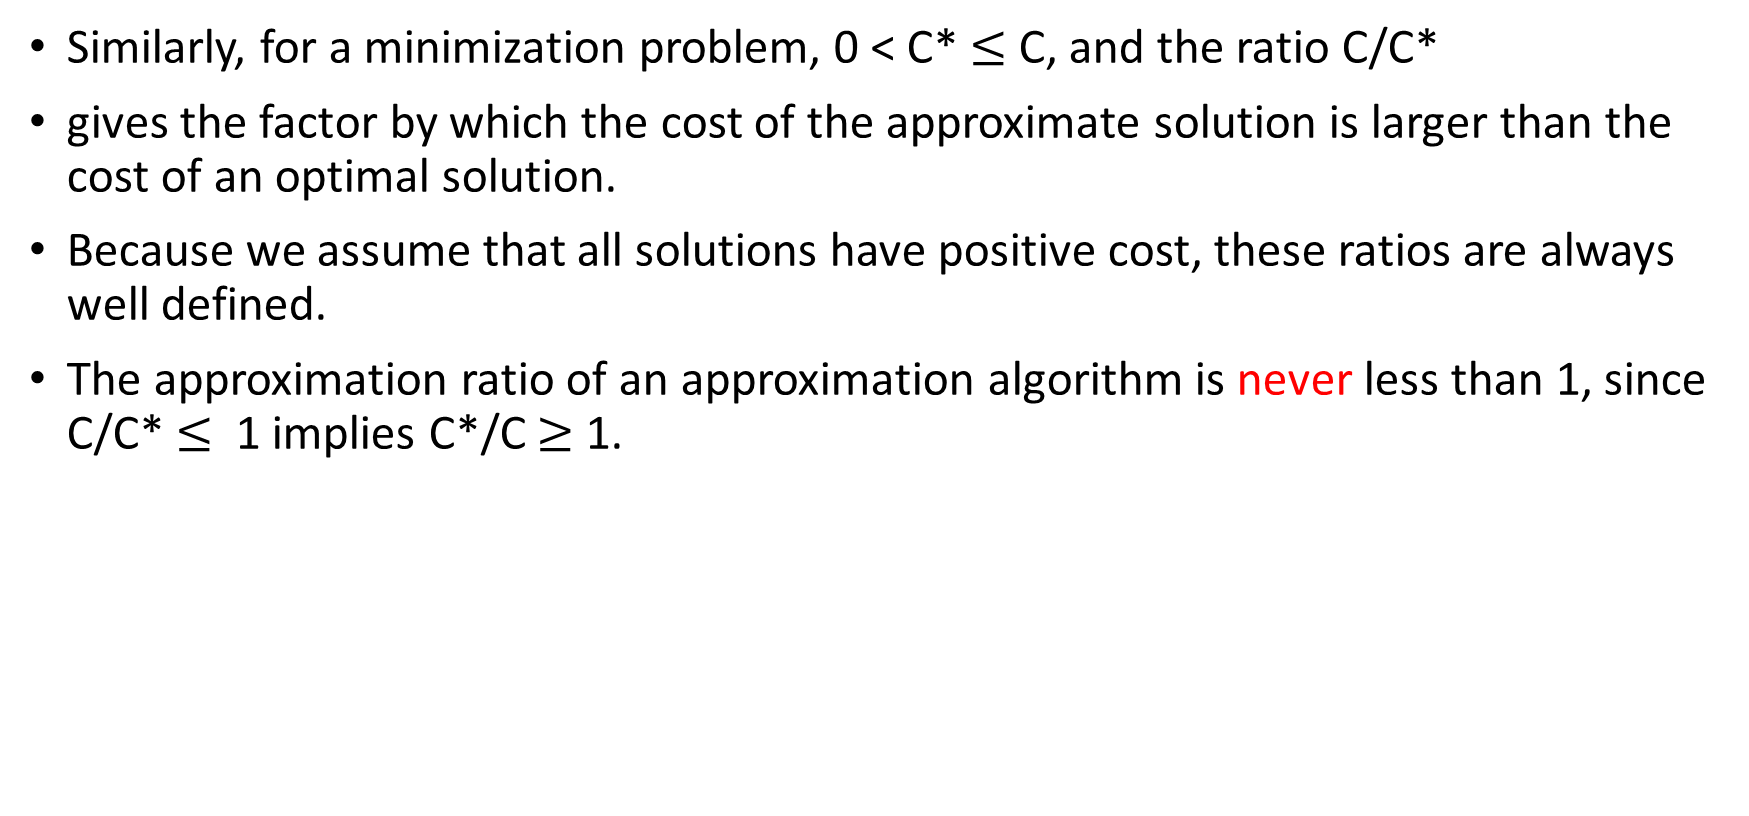 • Similarly, for a minimization problem, 0 < C* ≤ C, and the ratio C/C*
• gives the factor by which the cost of the approximate solution is larger than the
cost of an optimal solution.
• Because we assume that all solutions have positive cost, these ratios are always
well defined.
• The approximation ratio of an approximation algorithm is never less than 1, since
C/C* ≤ 1 implies C*/C ≥ 1.